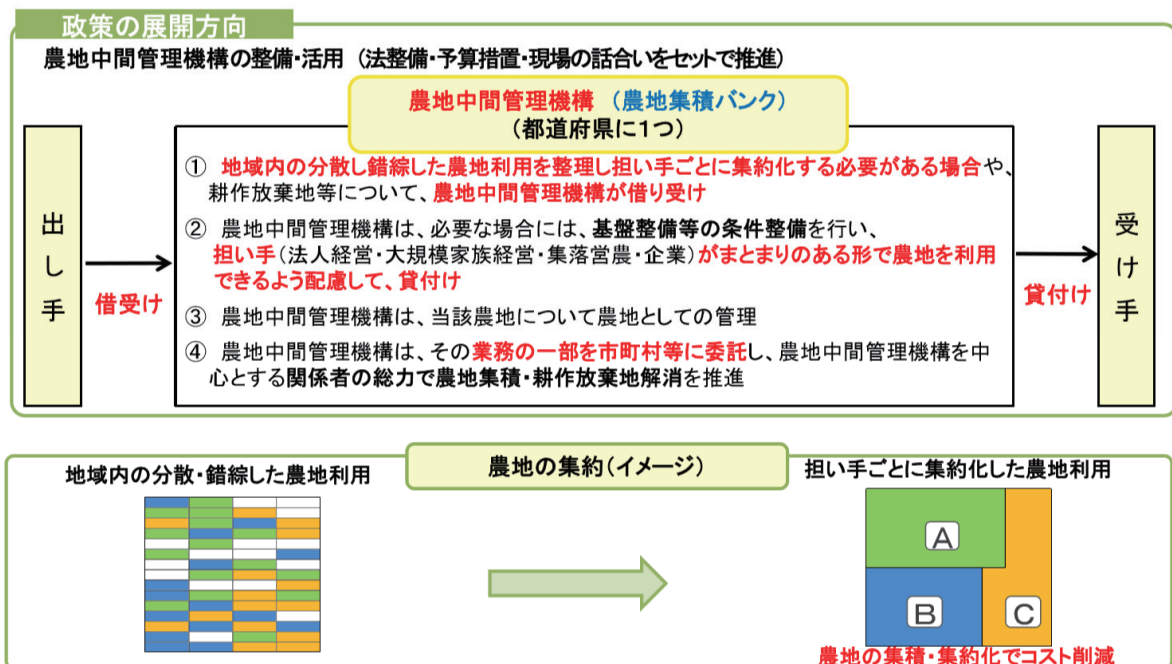 政策の展開方向
農地中間管理機構の整備・活用 (法整備・予算措置・現場の話合いをセットで推進)
農地中間管理機構 (農地集積バンク)
(都道府県に1つ)
出し手
借受け
① 地域内の分散し錯綜した農地利用を整理し担い手ごとに集約化する必要がある場合や、
耕作放棄地等について、農地中間管理機構が借り受け
② 農地中間管理機構は、必要な場合には、基盤整備等の条件整備を行い、
担い手(法人経営・大規模家族経営・集落営農・企業)がまとまりのある形で農地を利用
できるよう配慮して、貸付け
③ 農地中間管理機構は、当該農地について農地としての管理
④ 農地中間管理機構は、その業務の一部を市町村等に委託し、農地中間管理機構を中
心とする関係者の総力で農地集積・耕作放棄地解消を推進
貸付け
受け手
農地の集約(イメージ)
地域内の分散・錯綜した農地利用
担い手ごとに集約化した農地利用
A
B
C
農地の集積・集約化でコスト削減